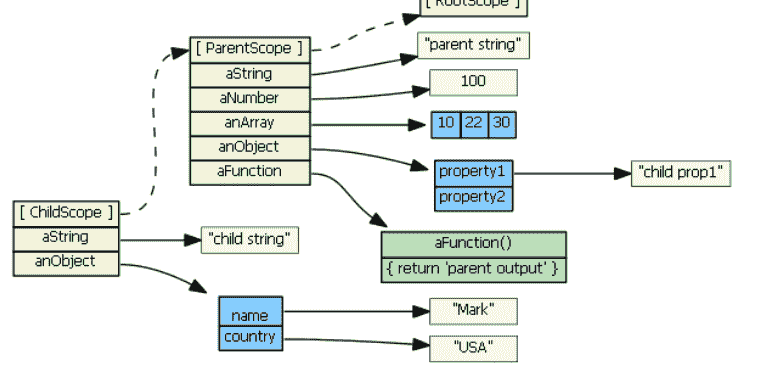 [ RootScope ]
[ ParentScope ]
aString
"parent string"
aNumber
100
anArray
10 22 30
anObject
aFunction
property1
"child prop1"
property2
[ ChildScope ]
aString
"child string"
anObject
aFunction()
{ return 'parent output' }
name
"Mark"
country
"USA"